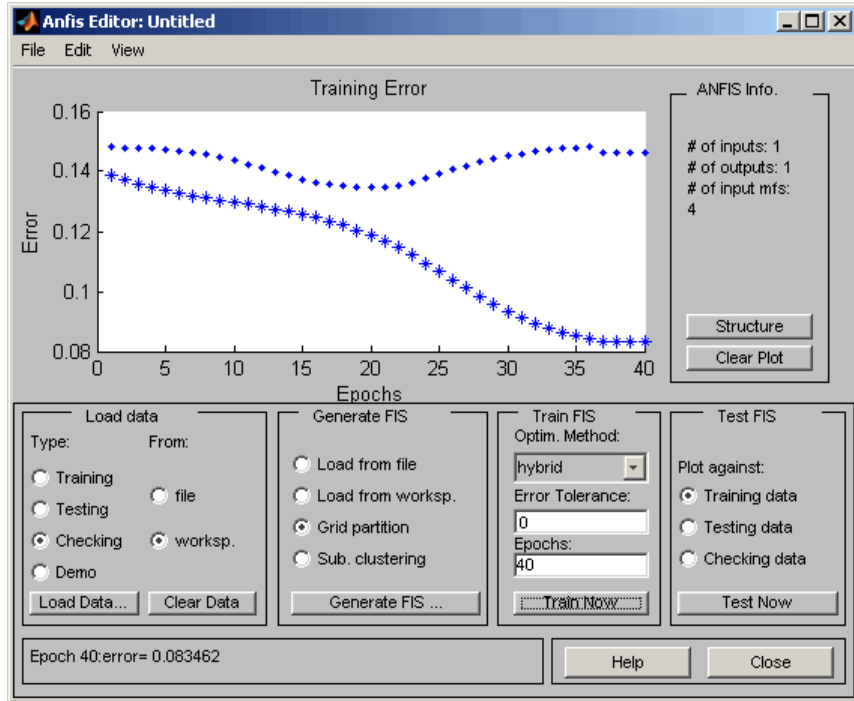 Anfis Editor: Untitled
File Edit View
Training Error
0.16
0.14
0.12
0.1
0.08
Error
0 5 10 15 20 25 30 35 40
Epochs
ANFIS Info.
# of inputs: 1
# of outputs: 1
# of input mfs:
4
Structure
Clear Plot
Load data
Type: From:
Training
Testing
Checking
Demo
file
worksp.
Load Data... Clear Data
Generate FIS
Load from file
Load from worksp.
Grid partition
Sub. clustering
Generate FIS ...
Train FIS
Optim. Method:
hybrid
Error Tolerance:
0
Epochs:
40
Train Now
Test FIS
Plot against:
Training data
Testing data
Checking data
Test Now
Epoch 40:error= 0.083462
Help Close